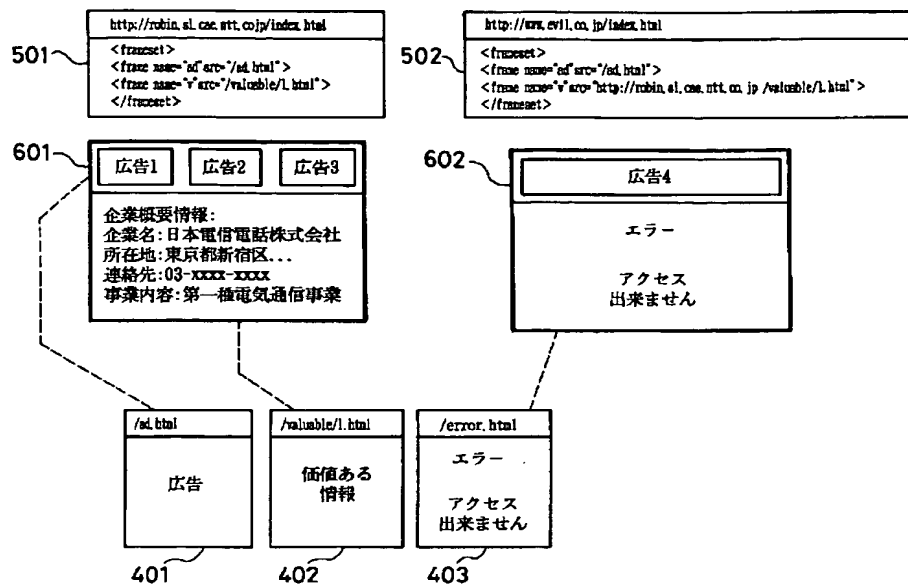 http://robin.sl.cae.ntt.cojp/index.html
501
<frameset>
<frame name="ad"src="/ad.html">
<frame name="v"src="/valuable/1.html">
</frameset>
http://www.evil.co.jp/index.html
502
<frameset>
<frame name="ad"src="/ad.html">
<frame name="v"src="http://robin.sl.cae.ntt.co.jp /valuable/1.html">
</frameset>
601
広告1 広告2 広告3
企業概要情報:
企業名:日本電信電話株式会社
所在地:東京都新宿区...
連絡先:03-xxxx-xxxx
事業内容:第一種電気通信事業
602
広告4
エラー
アクセス
出来ません
/ad.html
広告
401
/valuable/1.html
価値ある
情報
402
/error.html
エラー
アクセス
出来ません
403